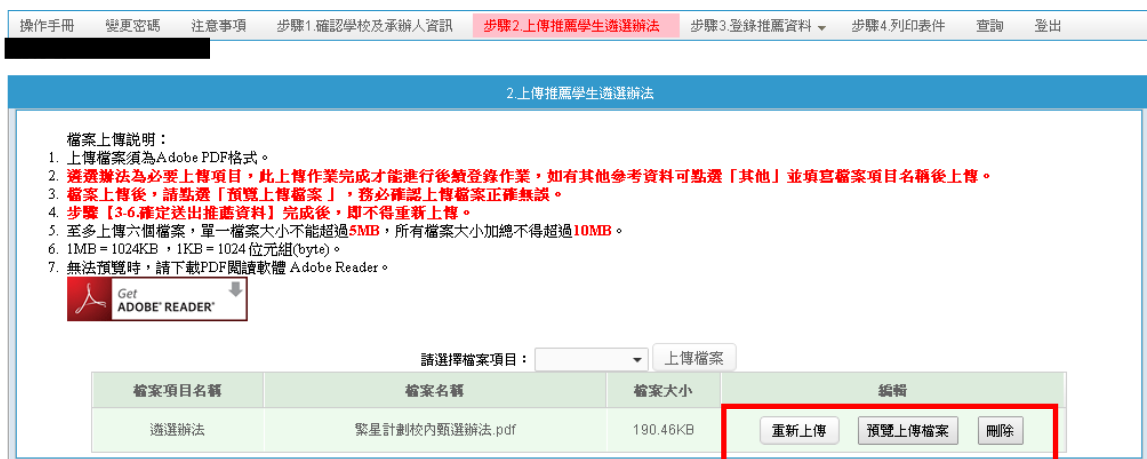 操作手冊 變更密碼 注意事項 步驟1.確認學校及承辦人資訊 步驟2.上傳推薦學生遴選辦法 步驟3.登錄推薦資料 步驟4.列印表件 查詢 登出
2.上傳推薦學生遴選辦法
檔案上傳說明：
1. 上傳檔案須為Adobe PDF格式。
2. 遴選辦法為必要上傳項目，此上傳作業完成才能進行後續登錄作業，如有其他參考資料可點選「其他」並填寫檔案項目名稱後上傳。
3. 檔案上傳後，請點選「預覽上傳檔案 」，務必確認上傳檔案正確無誤。
4. 步驟【3-6.確定送出推薦資料】完成後，即不得重新上傳。
5. 至多上傳六個檔案，單一檔案大小不能超過5MB，所有檔案大小加總不得超過10MB。
6. 1MB = 1024KB ，1KB = 1024 位元組(byte)。
7. 無法預覽時，請下載PDF閱讀軟體 Adobe Reader。
Get
ADOBE® READER®
請選擇檔案項目： 上傳檔案
檔案項目名稱 檔案名稱 檔案大小 編輯
遴選辦法 繁星計劃校內甄選辦法.pdf 190.46KB 重新上傳 預覽上傳檔案 刪除